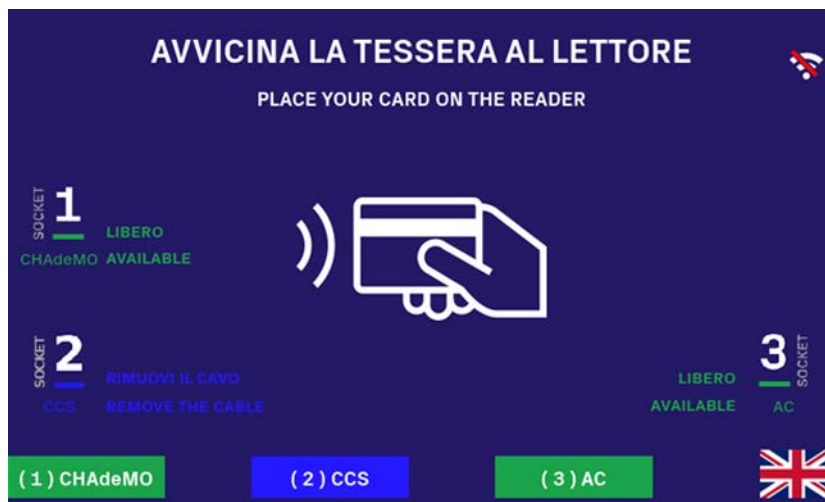 AVVICINA LA TESSERA AL LETTORE
PLACE YOUR CARD ON THE READER
SOCKET 1
LIBERO
CHAdeMO AVAILABLE
SOCKET 2
RIMUOVI IL CAVO
CCS REMOVE THE CABLE
3 SOCKET
LIBERO
AVAILABLE AC
(1) CHAdeMO
(2) CCS
(3) AC